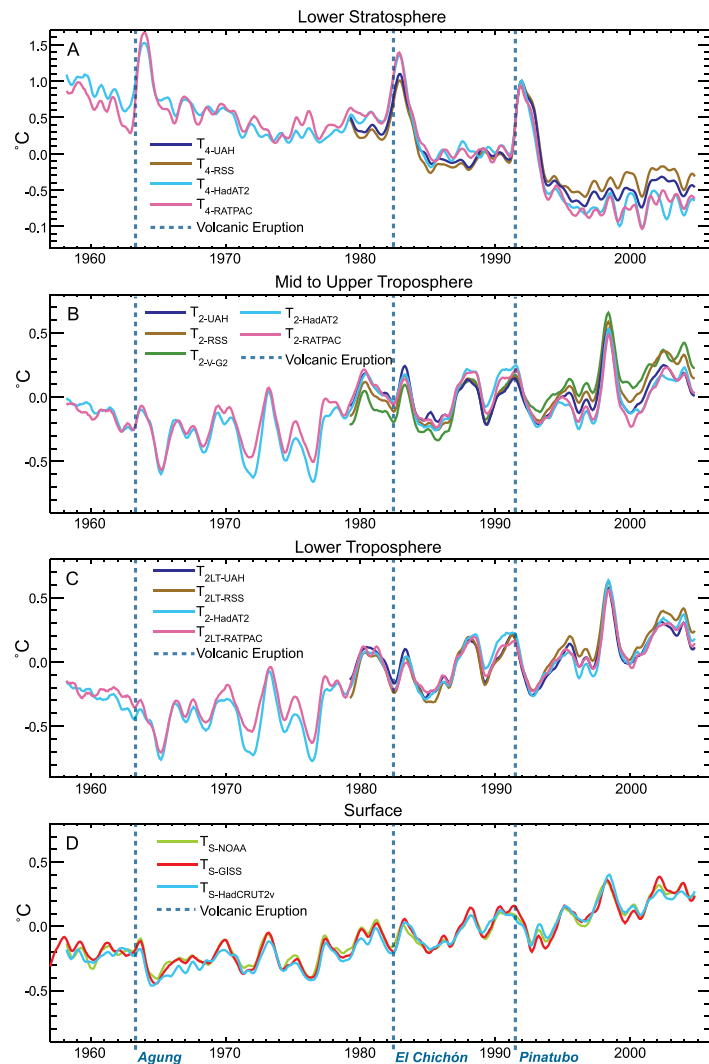 Lower Stratosphere
A
1.5
1.0
0.5
0.0
-0.5
-0.1
°C
T4-UAH
T4-RSS
T4-HadAT2
T4-RATPAC
Volcanic Eruption
1960 1970 1980 1990 2000
Mid to Upper Troposphere
B
0.5
0.0
-0.5
°C
T2-UAH T2-HadAT2
T2-RSS T2-RATPAC
T2-V-G2 Volcanic Eruption
1960 1970 1980 1990 2000
Lower Troposphere
C
0.5
0.0
-0.5
°C
T2LT-UAH
T2LT-RSS
T2-HadAT2
T2LT-RATPAC
Volcanic Eruption
1960 1970 1980 1990 2000
Surface
D
0.5
0.0
-0.5
°C
TS-NOAA
TS-GISS
TS-HadCRUT2v
Volcanic Eruption
1960 1970 1980 1990 2000
Agung El Chichón Pinatubo